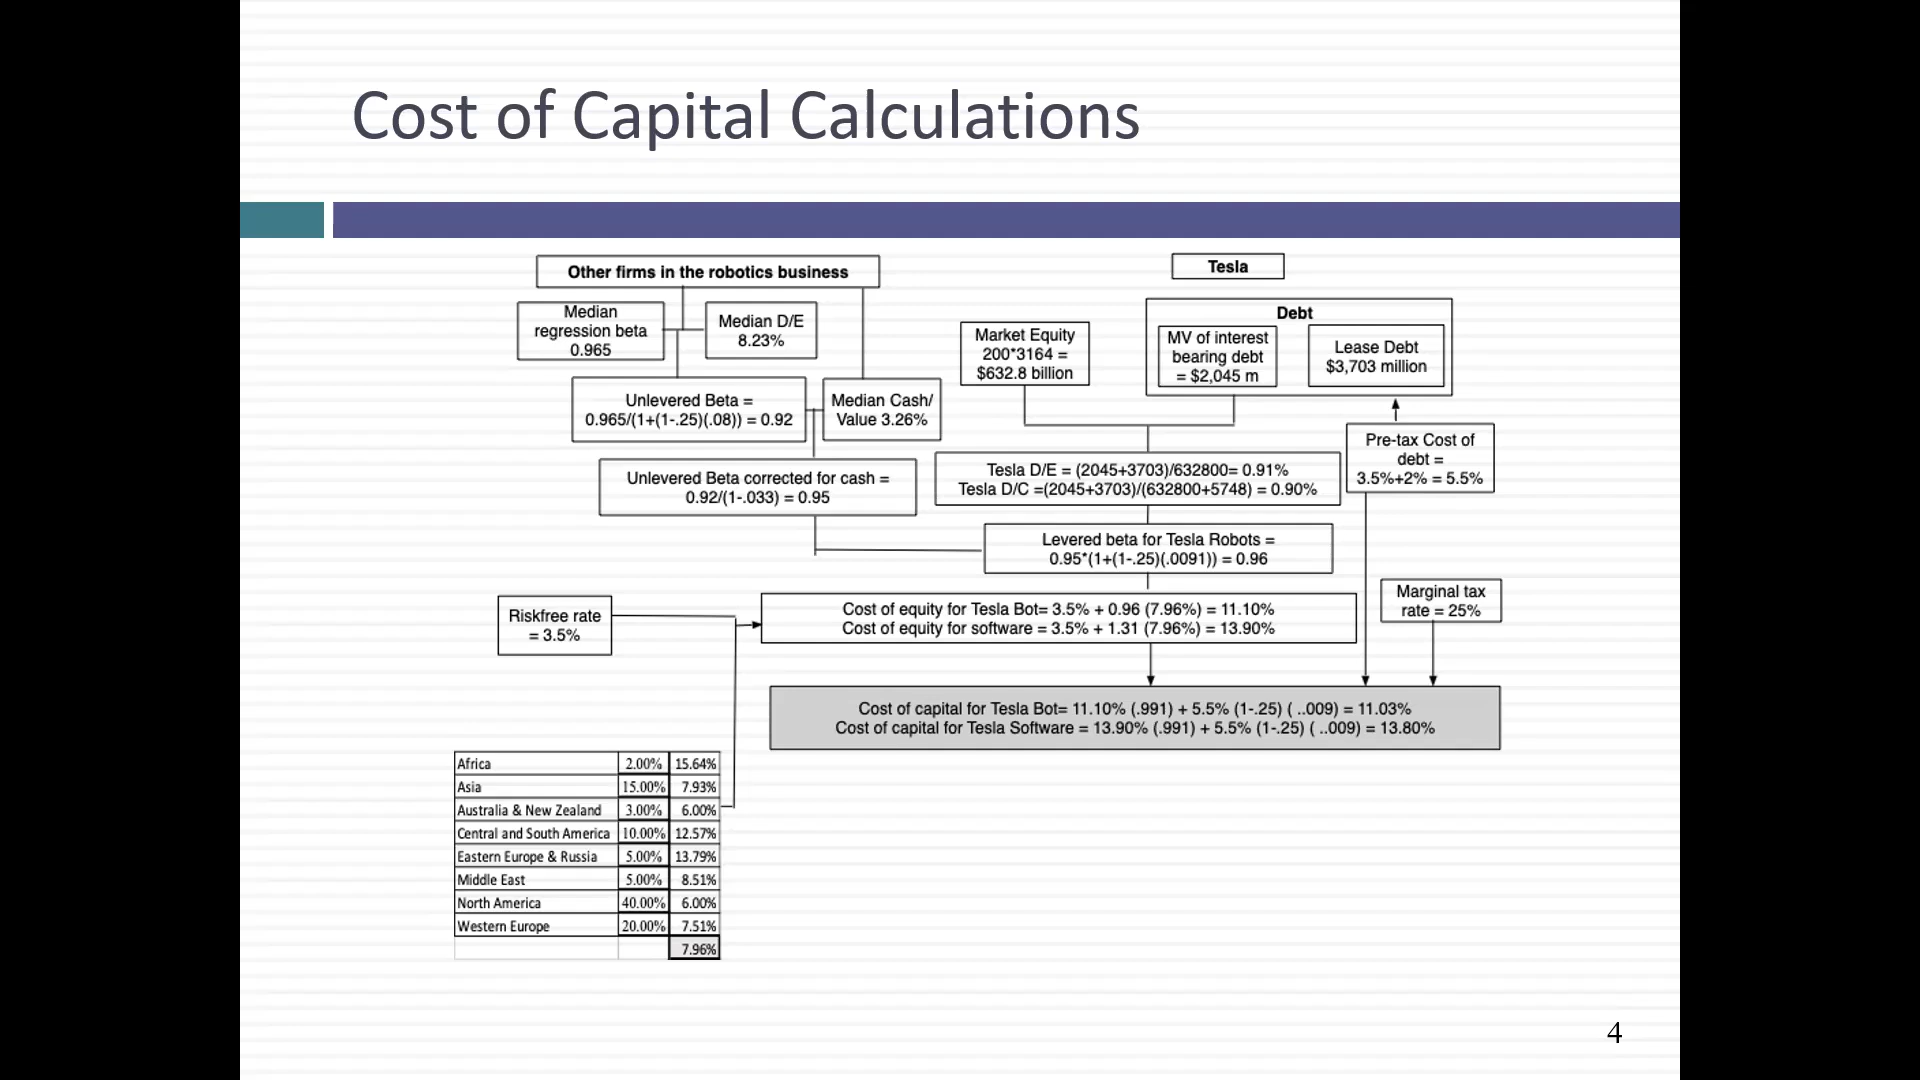 Cost of Capital Calculations
Other firms in the robotics business
Median
regression beta
0.965
Median D/E
8.23%
Unlevered Beta =
0.965/(1+(1-.25)(.08)) = 0.92
Median Cash/
Value 3.26%
Unlevered Beta corrected for cash =
0.92/(1-.033) = 0.95
Tesla
Market Equity
200*3164 =
$632.8 billion
Debt
MV of interest
bearing debt
= $2,045 m
Lease Debt
$3,703 million
Tesla D/E = (2045+3703)/632800= 0.91%
Tesla D/C =(2045+3703)/(632800+5748) = 0.90%
Pre-tax Cost of
debt =
3.5%+2% = 5.5%
Levered beta for Tesla Robots =
0.95*(1+(1-.25)(.0091)) = 0.96
Riskfree rate
= 3.5%
Cost of equity for Tesla Bot= 3.5% + 0.96 (7.96%) = 11.10%
Cost of equity for software = 3.5% + 1.31 (7.96%) = 13.90%
Marginal tax
rate = 25%
Cost of capital for Tesla Bot= 11.10% (.991) + 5.5% (1-.25) ( ..009) = 11.03%
Cost of capital for Tesla Software = 13.90% (.991) + 5.5% (1-.25) ( ..009) = 13.80%
Africa 2.00% 15.64%
Asia 15.00% 7.93%
Australia & New Zealand 3.00% 6.00%
Central and South America 10.00% 12.57%
Eastern Europe & Russia 5.00% 13.79%
Middle East 5.00% 8.51%
North America 40.00% 6.00%
Western Europe 20.00% 7.51%
7.96%
4